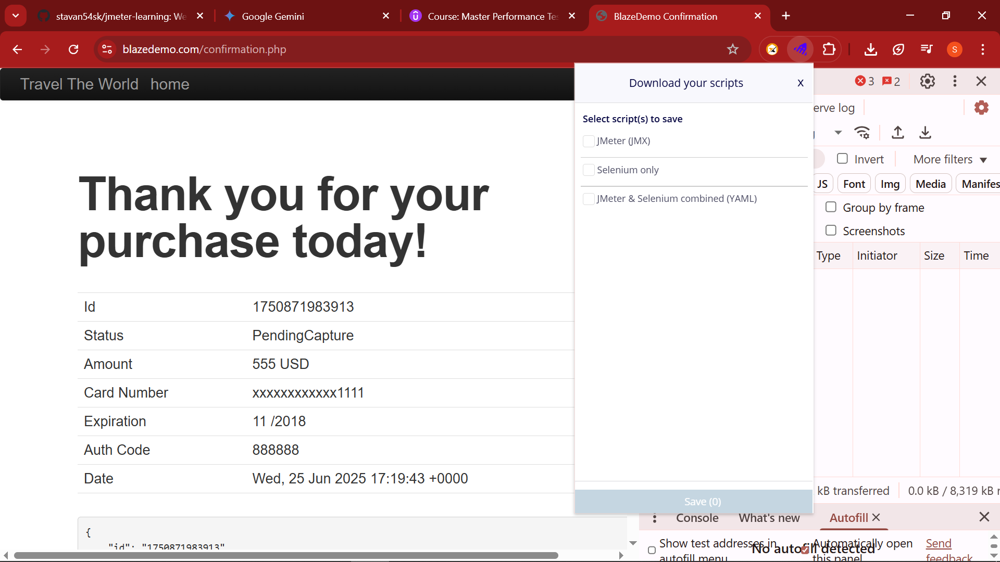 stavan54sk/jmeter-learning: We
Google Gemini
Course: Master Performance Tes
BlazeDemo Confirmation
blazedemo.com/confirmation.php
S
Travel The World home
Download your scripts
X
Select script(s) to save
JMeter (JMX)
Selenium only
JMeter & Selenium combined (YAML)
Save (0)
3
2
erve log
Invert
More filters
JS
Font
Img
Media
Manifes
Group by frame
Screenshots
Type
Initiator
Size
Time
kB transferred
0.0 kB / 8,319 kB r
Thank you for your
purchase today!
Id 1750871983913
Status PendingCapture
Amount 555 USD
Card Number xxxxxxxxxxxx1111
Expiration 11 /2018
Auth Code 888888
Date Wed, 25 Jun 2025 17:19:43 +0000
{
"id": "1750871983913"
Console
What's new
Autofill
Show test addresses in
autofill menu
No autofill detected
Automatically open
this panel
Send
feedback